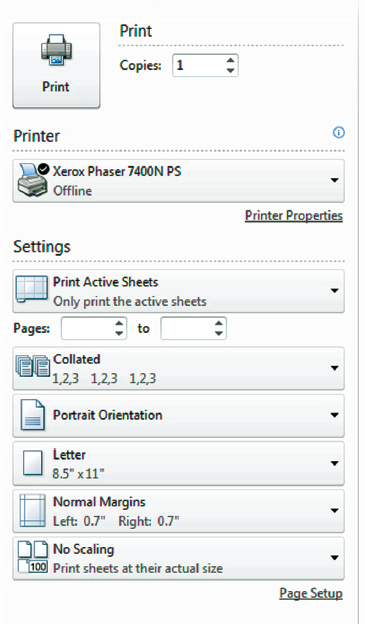 Print
Print
Copies: 1
Printer
Xerox Phaser 7400N PS
Offline
Printer Properties
Settings
Print Active Sheets
Only print the active sheets
Pages: to
Collated
1,2,3 1,2,3 1,2,3
Portrait Orientation
Letter
8.5" x 11"
Normal Margins
Left: 0.7" Right: 0.7"
No Scaling
100 Print sheets at their actual size
Page Setup